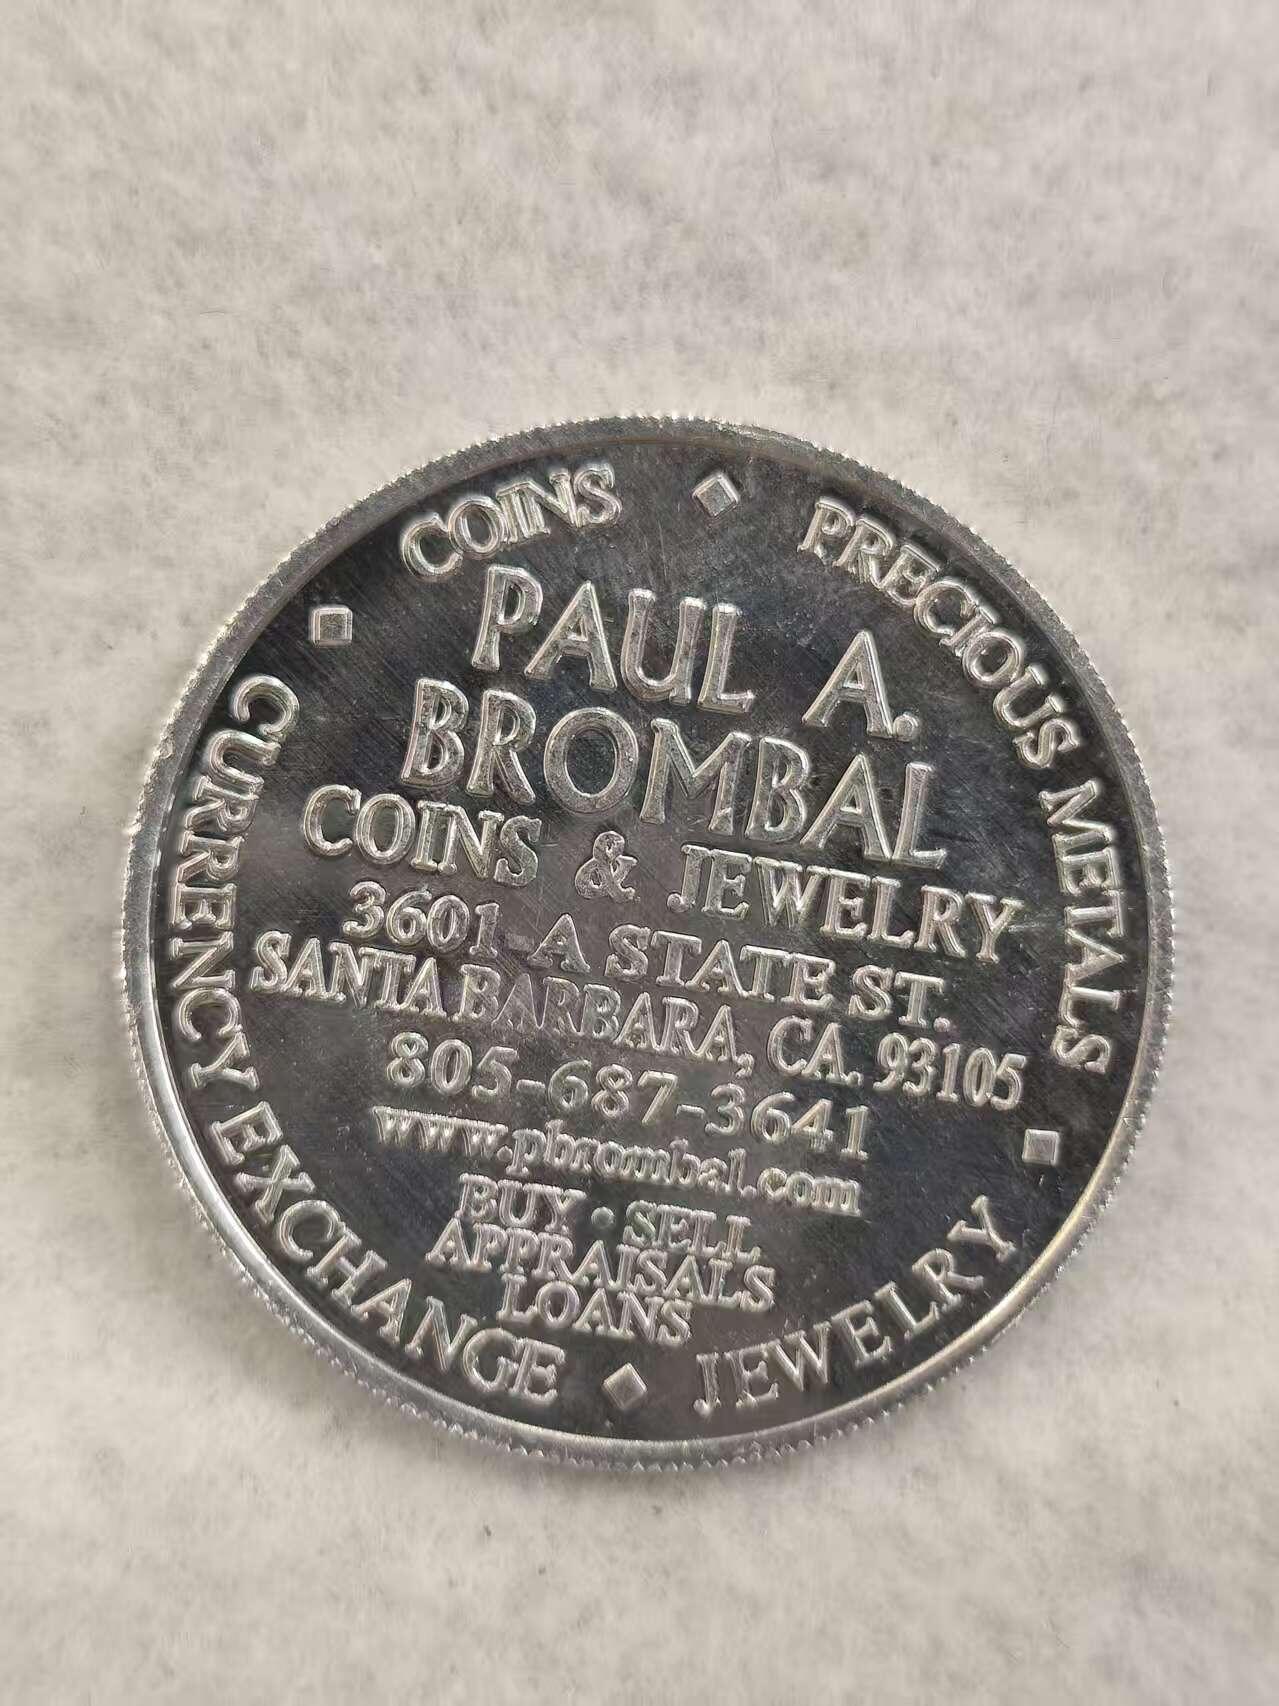 COINS ◇ PRECIOUS METALS ◇ JEWELRY ◇ CURRENCY EXCHANGE ◇
PAUL A.
BROMBAL
COINS & JEWELRY
3601-A STATE ST.
SANTA BARBARA, CA. 93105
805-687-3641
www.pbrombal.com
BUY • SELL
APPRAISALS
LOANS